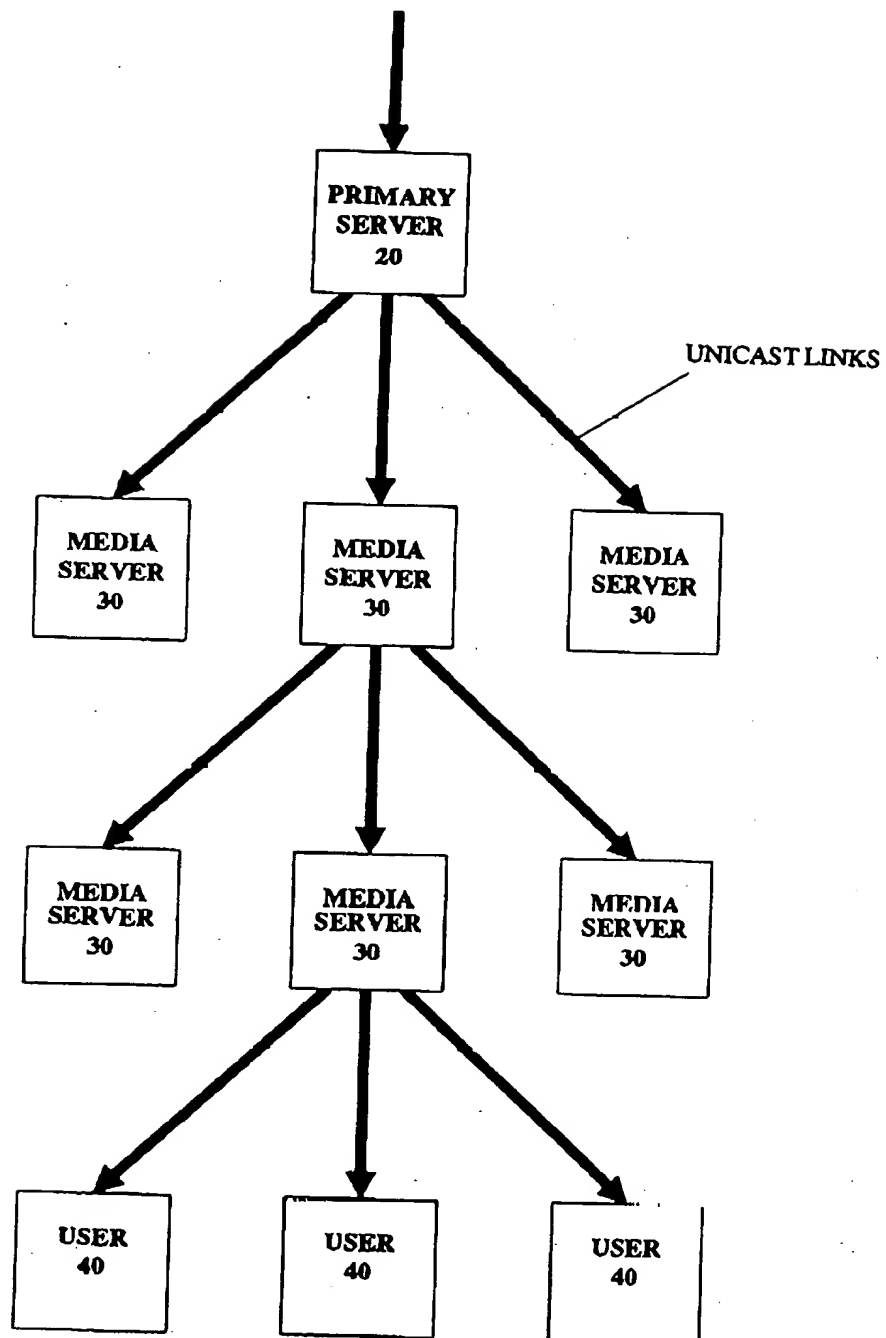 PRIMARY
SERVER
20
UNICAST LINKS
MEDIA
SERVER
30
MEDIA
SERVER
30
MEDIA
SERVER
30
MEDIA
SERVER
30
MEDIA
SERVER
30
MEDIA
SERVER
30
USER
40
USER
40
USER
40